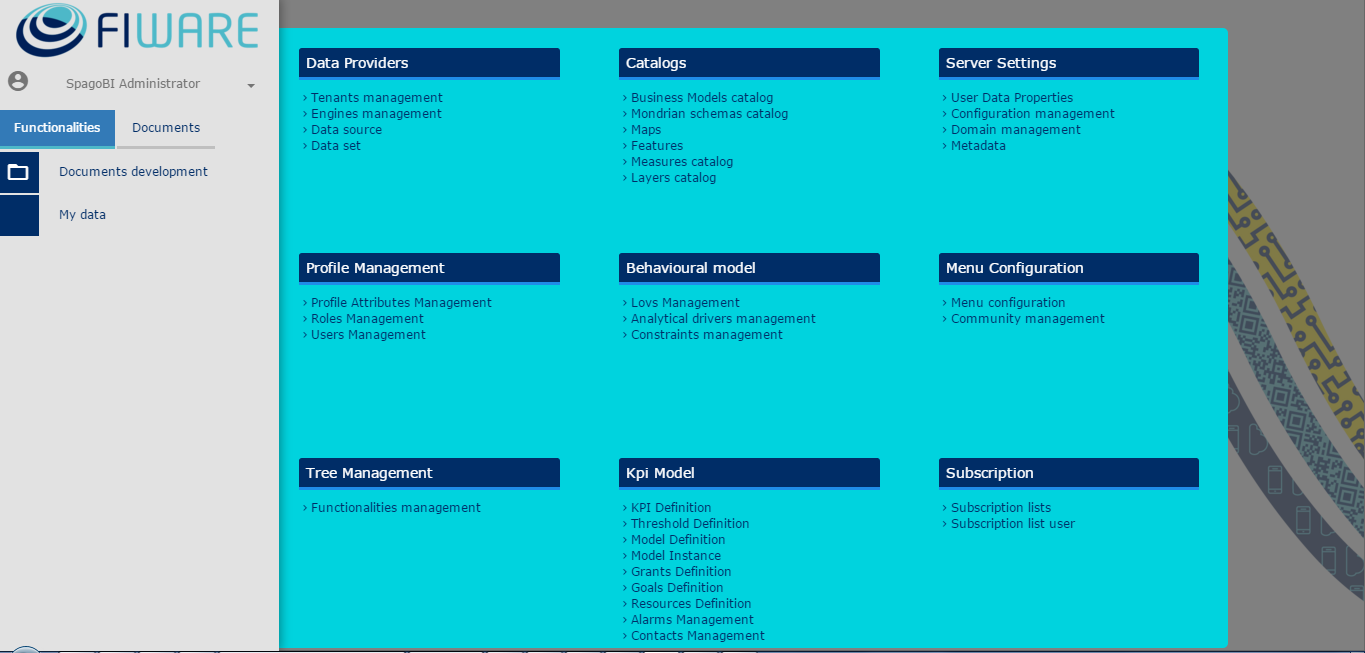 FIWARE
SpagoBI Administrator
Functionalities
Documents
Documents development
My data
Data Providers
› Tenants management
› Engines management
› Data source
› Data set
Catalogs
› Business Models catalog
› Mondrian schemas catalog
› Maps
› Features
› Measures catalog
› Layers catalog
Server Settings
› User Data Properties
› Configuration management
› Domain management
› Metadata
Profile Management
› Profile Attributes Management
› Roles Management
› Users Management
Behavioural model
› Lovs Management
› Analytical drivers management
› Constraints management
Menu Configuration
› Menu configuration
› Community management
Tree Management
› Functionalities management
Kpi Model
› KPI Definition
› Threshold Definition
› Model Definition
› Model Instance
› Grants Definition
› Goals Definition
› Resources Definition
› Alarms Management
› Contacts Management
Subscription
› Subscription lists
› Subscription list user